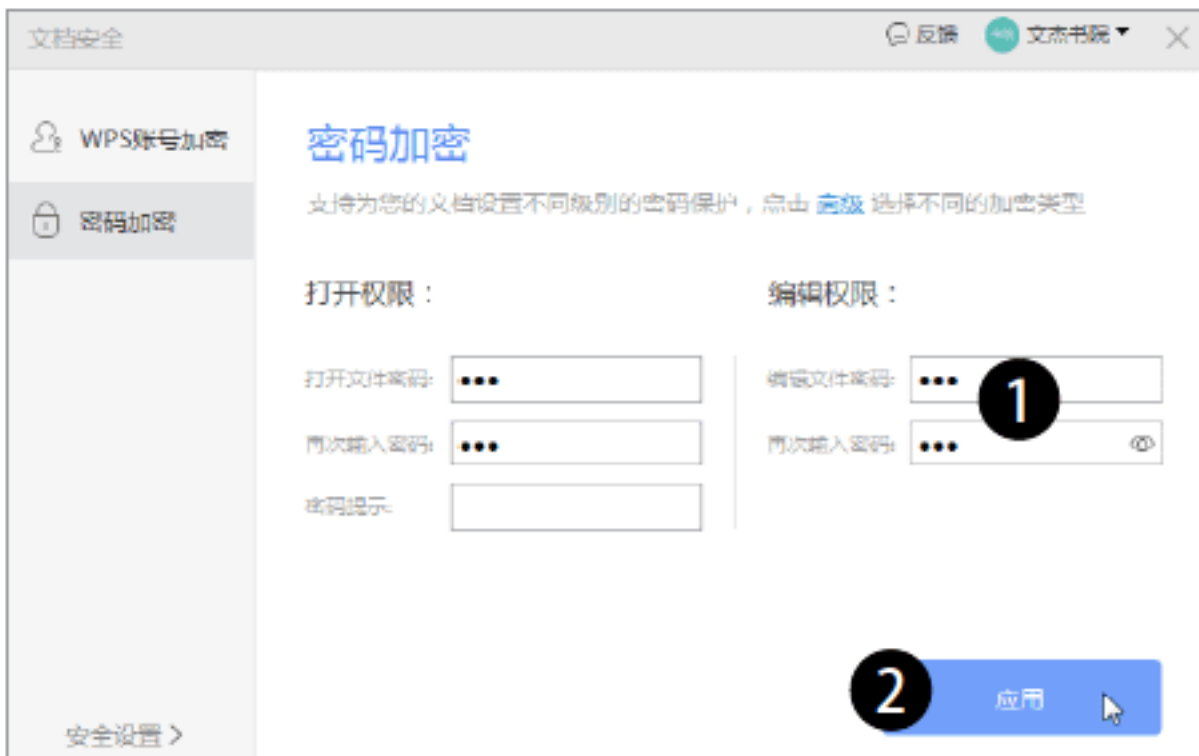 文档安全
反馈
文杰书院
WPS账号加密
密码加密
密码加密
支持为您的文档设置不同级别的密码保护，点击 高级 选择不同的加密类型
打开权限：
编辑权限：
打开文件密码:
编辑文件密码:
1
再次输入密码:
再次输入密码:
密码提示:
2
应用
安全设置 >